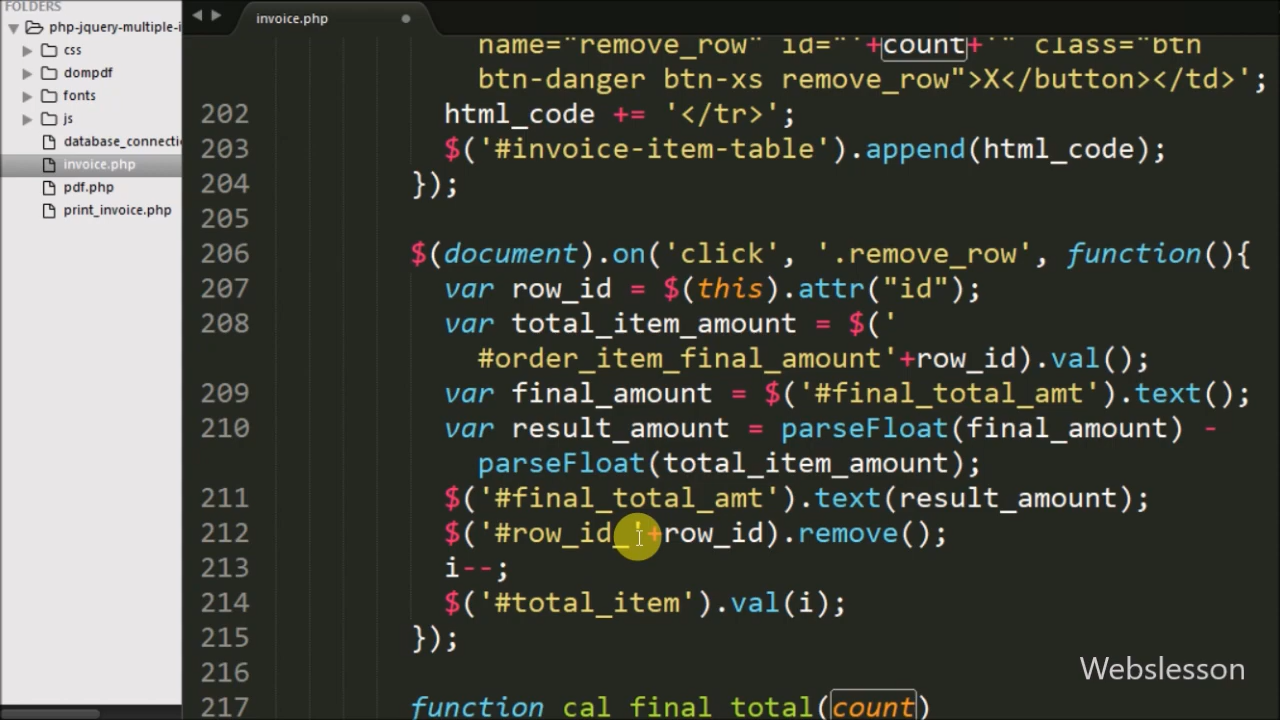 FOLDERS
php-jquery-multiple-i
css
dompdf
fonts
js
database_connecti
invoice.php
pdf.php
print_invoice.php
invoice.php
name="remove_row" id="'+count+'" class="btn
btn-danger btn-xs remove_row">X</button></td>';
202 html_code += '</tr>';
203 $('#invoice-item-table').append(html_code);
204 });
205
206 $(document).on('click', '.remove_row', function(){
207 var row_id = $(this).attr("id");
208 var total_item_amount = $('
#order_item_final_amount'+row_id).val();
209 var final_amount = $('#final_total_amt').text();
210 var result_amount = parseFloat(final_amount) -
parseFloat(total_item_amount);
211 $('#final_total_amt').text(result_amount);
212 $('#row_id_'+row_id).remove();
213 i--;
214 $('#total_item').val(i);
215 });
216
217 function cal_final_total(count)
Webslesson